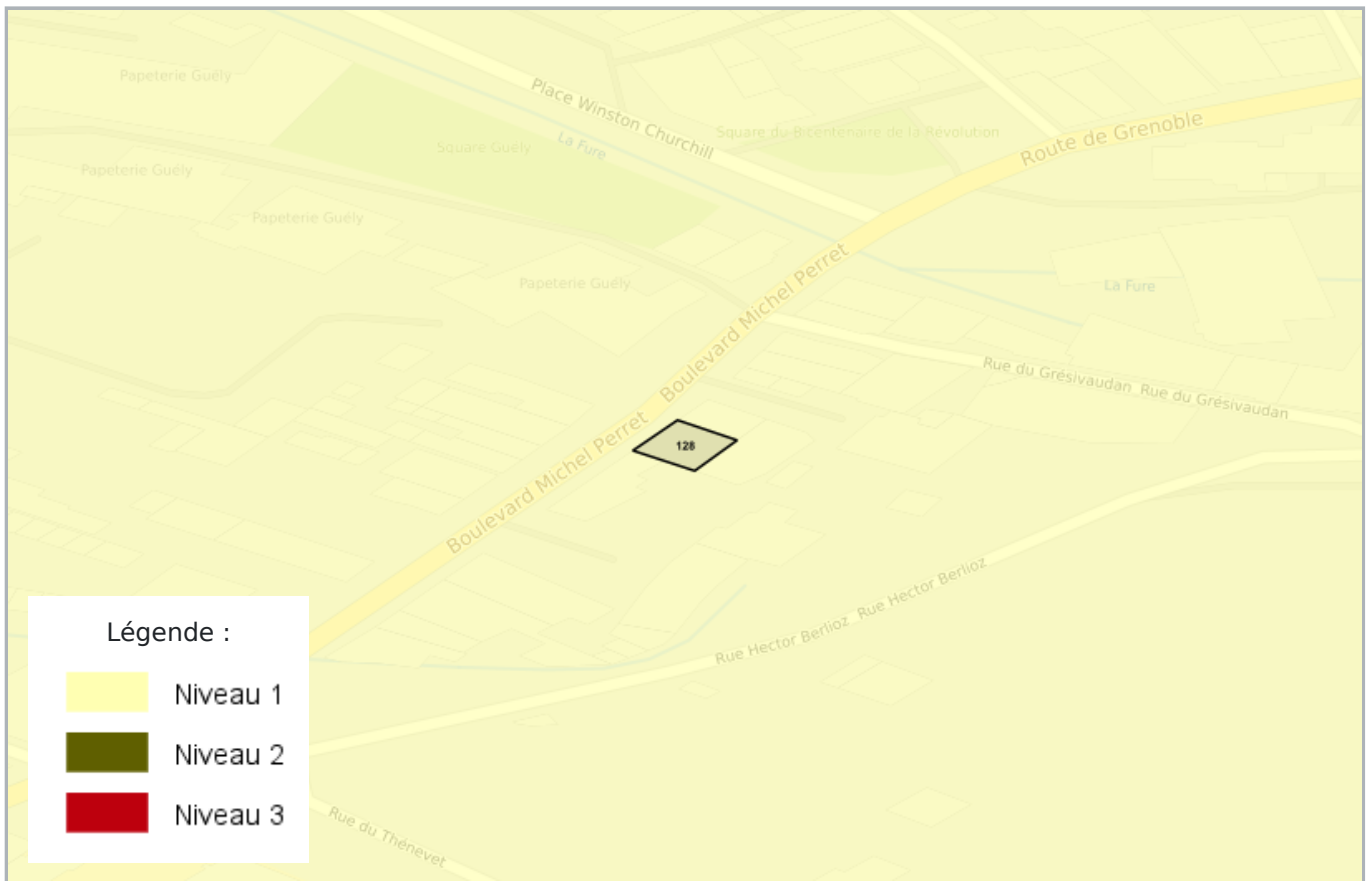 Papeterie Guély
Place Winston Churchill
Square du Bicentenaire de la Révolution
Route de Grenoble
Square Guély
La Fure
Papeterie Guély
Papeterie Guély
Boulevard Michel Perret
Papeterie Guély
La Fure
Rue du Grésivaudan
Rue du Grésivaudan
Boulevard Michel Perret
128
Rue Hector Berlioz
Rue Hector Berlioz
Légende :
Niveau 1
Niveau 2
Niveau 3
Rue du Thénevet